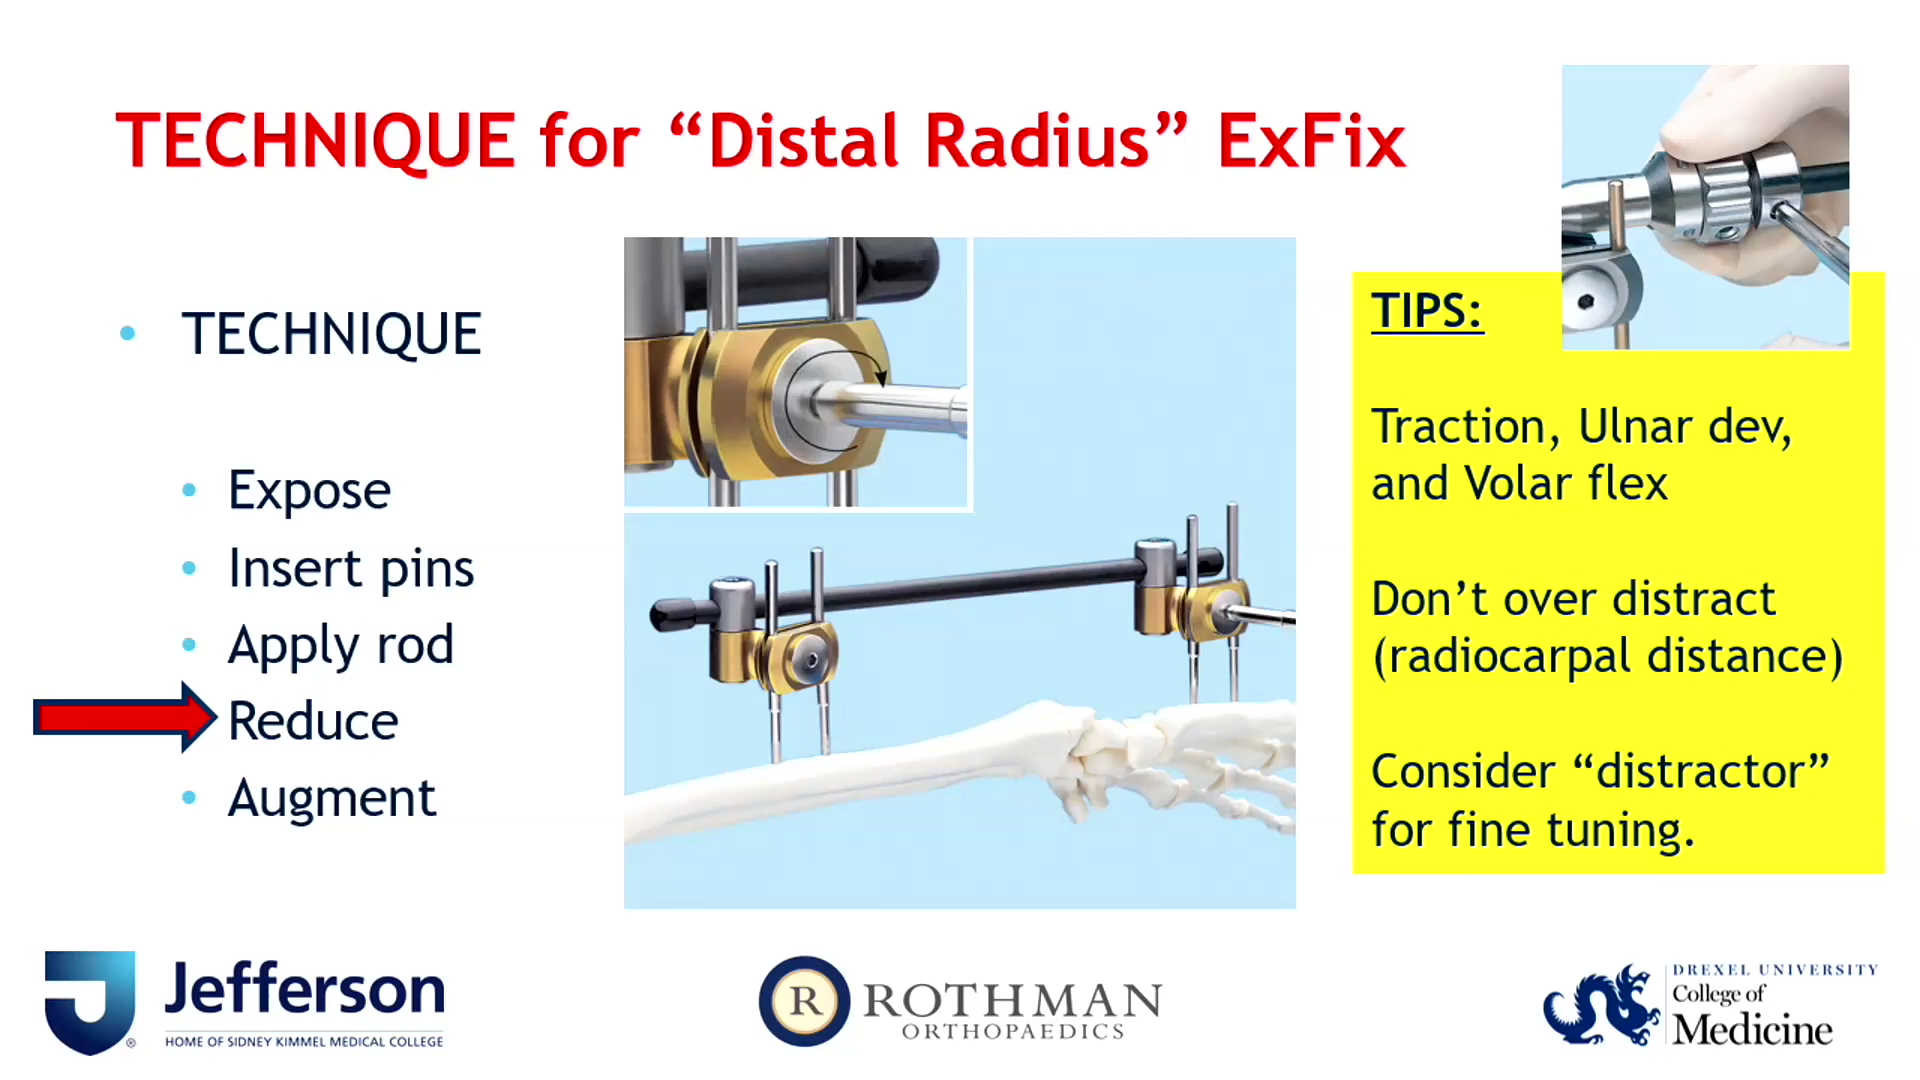 TECHNIQUE for “Distal Radius” ExFix
• TECHNIQUE
• Expose
• Insert pins
• Apply rod
• Reduce
• Augment
TIPS:
Traction, Ulnar dev,
and Volar flex
Don’t over distract
(radiocarpal distance)
Consider “distractor”
for fine tuning.
Jefferson
®
HOME OF SIDNEY KIMMEL MEDICAL COLLEGE
R
ROTHMAN
ORTHOPAEDICS
DREXEL UNIVERSITY
College of
Medicine